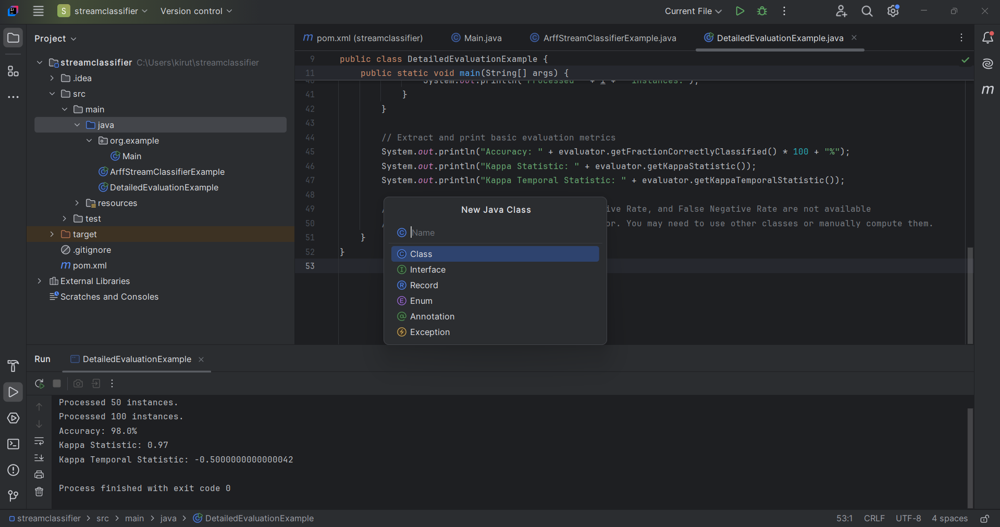 S streamclassifier Version control Current File
Project
streamclassifier C:\Users\kirut\streamclassifier
.idea
src
main
java
org.example
Main
ArffStreamClassifierExample
DetailedEvaluationExample
resources
test
target
.gitignore
m pom.xml
External Libraries
Scratches and Consoles
m pom.xml (streamclassifier) Main.java ArffStreamClassifierExample.java DetailedEvaluationExample.java
9 public class DetailedEvaluationExample {
11 public static void main(String[] args) {
40 System.out.println("Processed " + i + " instances.");
41 }
42 }
43
44 // Extract and print basic evaluation metrics
45 System.out.println("Accuracy: " + evaluator.getFractionCorrectlyClassified() * 100 + "%");
46 System.out.println("Kappa Statistic: " + evaluator.getKappaStatistic());
47 System.out.println("Kappa Temporal Statistic: " + evaluator.getKappaTemporalStatistic());
48
49 ive Rate, and False Negative Rate are not available
50 or. You may need to use other classes or manually compute them.
51 }
52 }
53
New Java Class
C Name
C Class
I Interface
R Record
E Enum
@ Annotation
Exception
m
Run DetailedEvaluationExample
Processed 50 instances.
Processed 100 instances.
Accuracy: 98.0%
Kappa Statistic: 0.97
Kappa Temporal Statistic: -0.5000000000000042
Process finished with exit code 0
streamclassifier > src > main > java > DetailedEvaluationExample 53:1 CRLF UTF-8 4 spaces